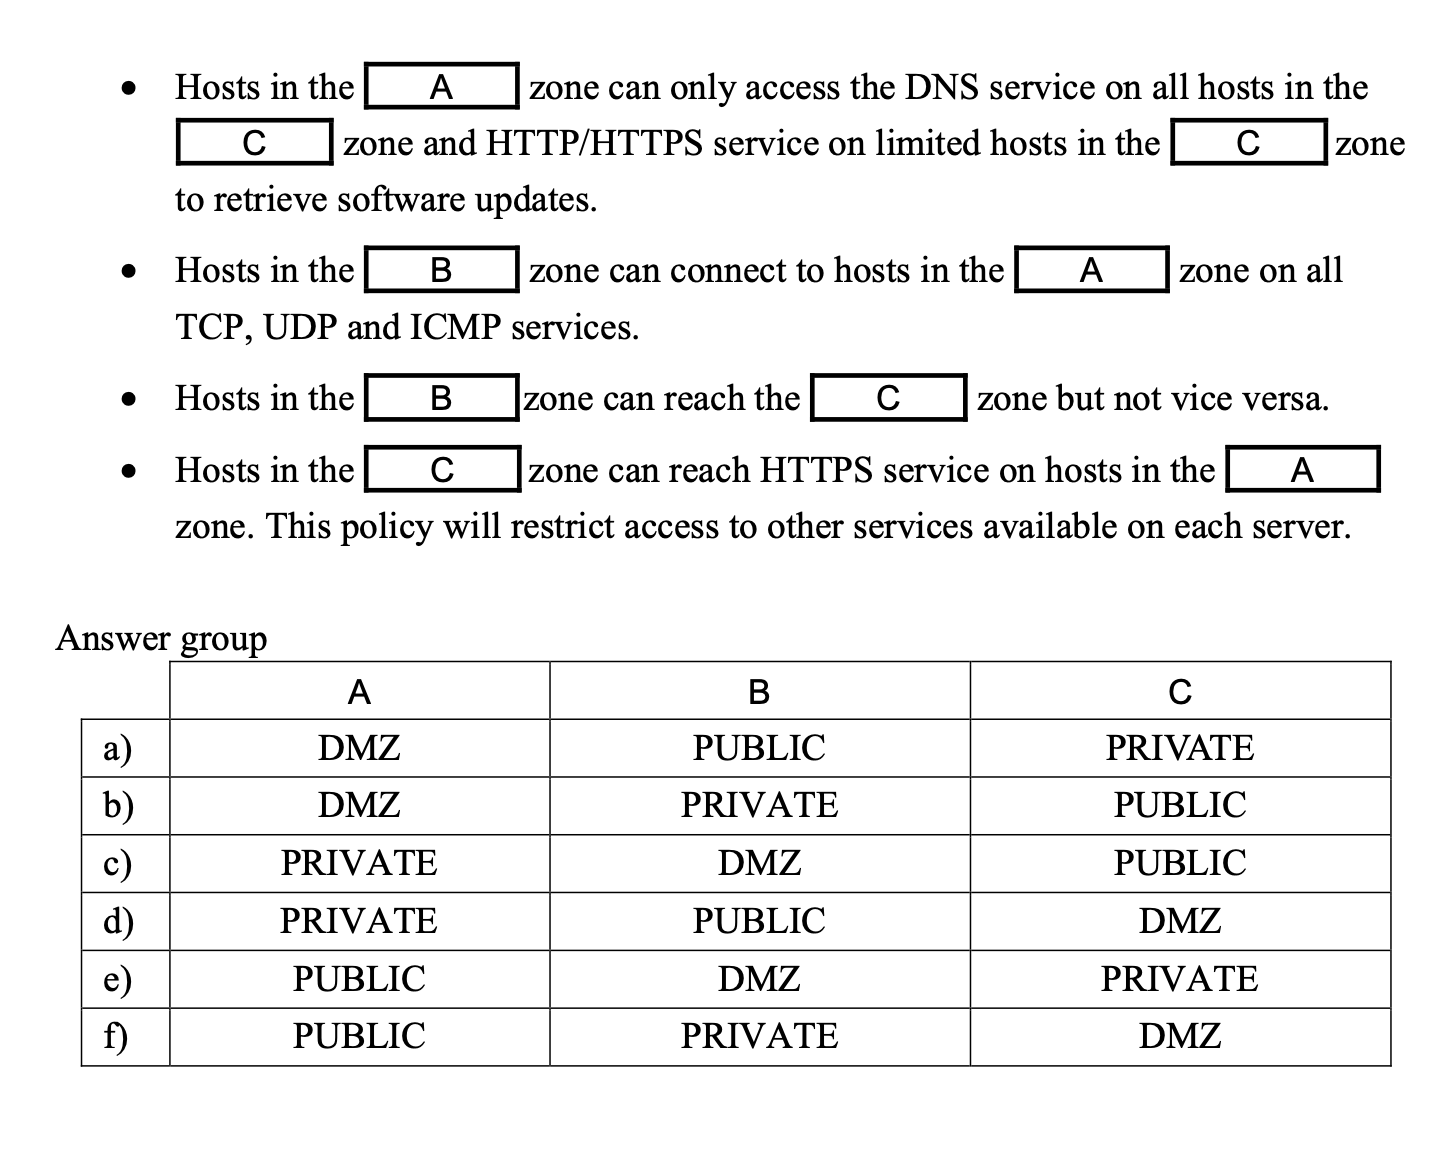 • Hosts in the A zone can only access the DNS service on all hosts in the
C zone and HTTP/HTTPS service on limited hosts in the C zone
to retrieve software updates.
• Hosts in the B zone can connect to hosts in the A zone on all
TCP, UDP and ICMP services.
• Hosts in the B zone can reach the C zone but not vice versa.
• Hosts in the C zone can reach HTTPS service on hosts in the A
zone. This policy will restrict access to other services available on each server.
Answer group
A B C
a) DMZ PUBLIC PRIVATE
b) DMZ PRIVATE PUBLIC
c) PRIVATE DMZ PUBLIC
d) PRIVATE PUBLIC DMZ
e) PUBLIC DMZ PRIVATE
f) PUBLIC PRIVATE DMZ